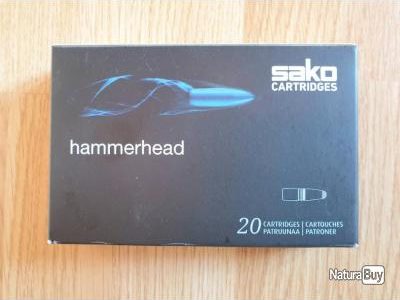 sako
CARTRIDGES
hammerhead
20 CARTRIDGES | CARTOUCHES
PATRUUNAA | PATRONER
NaturaBuy